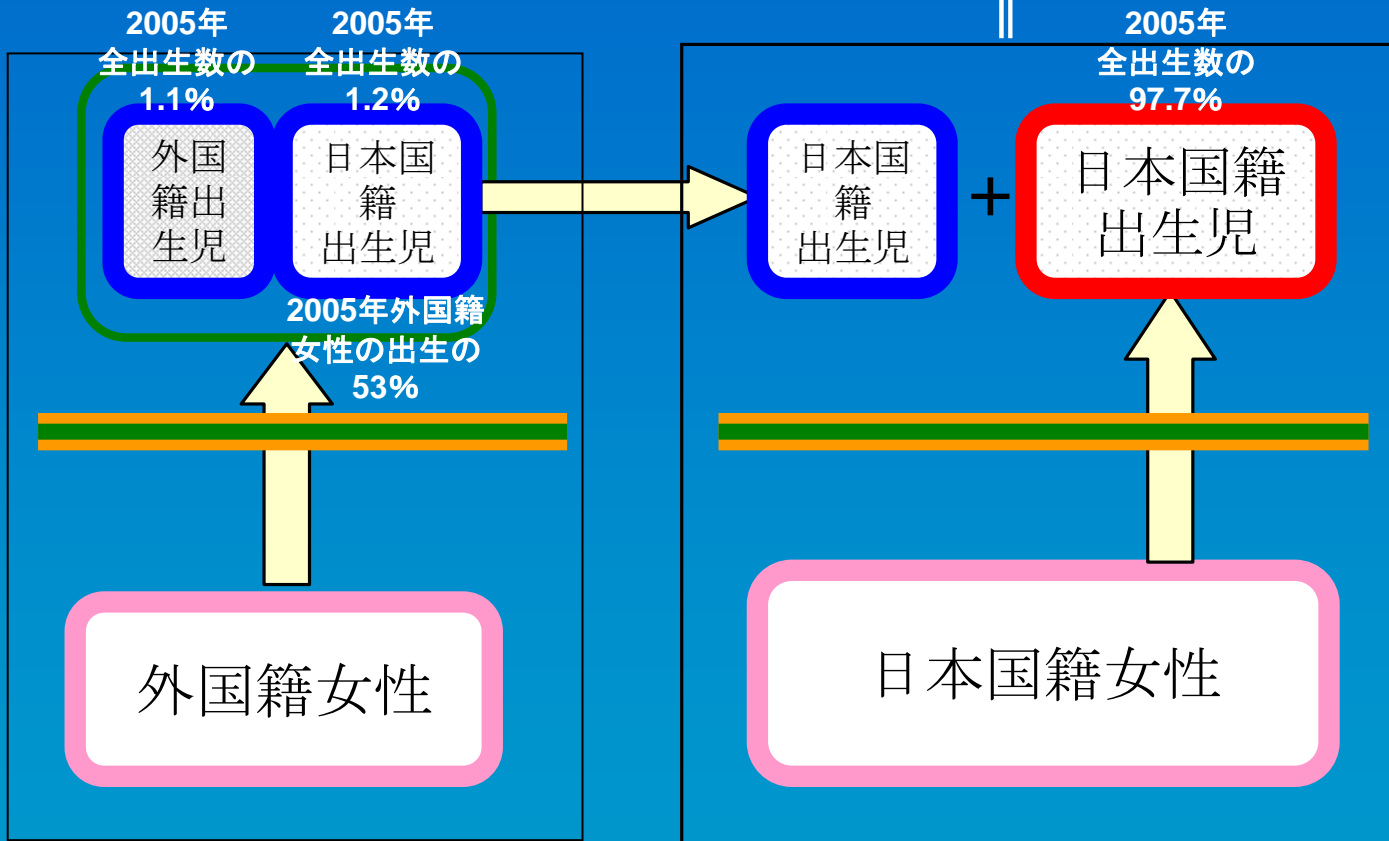 2005年
全出生数の
1.1%
2005年
全出生数の
1.2%
||
2005年
全出生数の
97.7%
外国
籍出
生児
日本国
籍
出生児
日本国
籍
出生児
+
日本国籍
出生児
2005年外国籍
女性の出生の
53%
外国籍女性
日本国籍女性